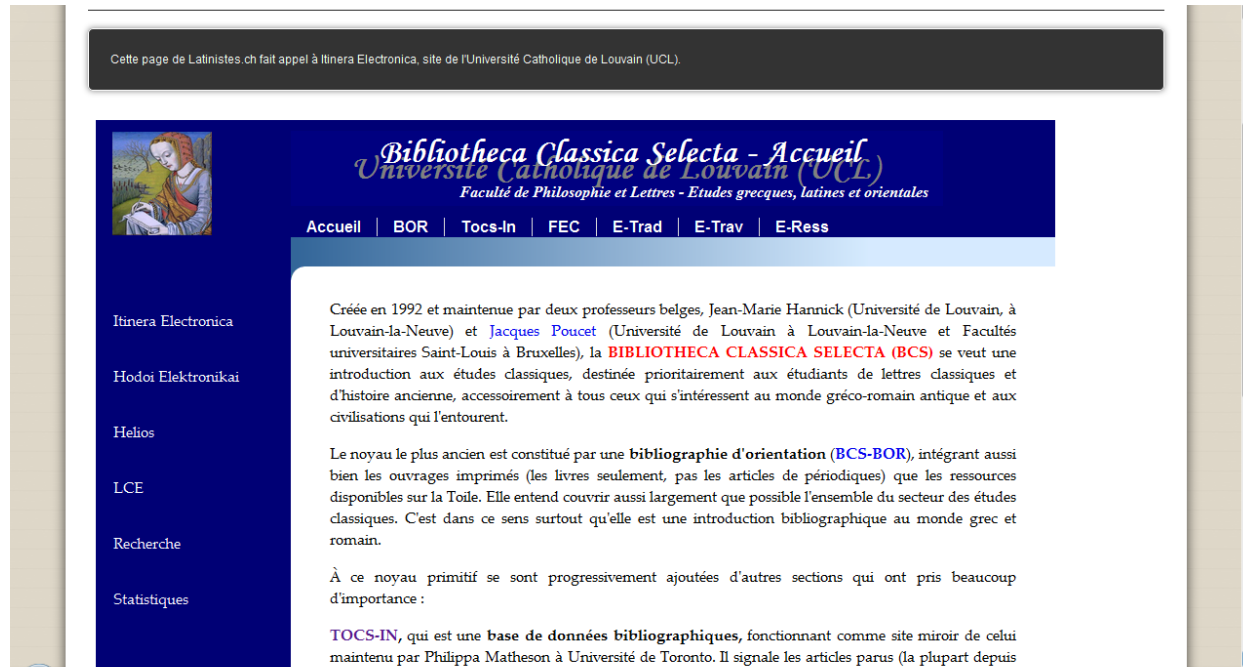 Cette page de Latinistes.ch fait appel à Itinera Electronica, site de l'Université Catholique de Louvain (UCL).
Bibliotheca Classica Selecta - Accueil
Université Catholique de Louvain (UCL)
Faculté de Philosophie et Lettres - Etudes grecques, latines et orientales
Accueil | BOR | Tocs-In | FEC | E-Trad | E-Trav | E-Ress
Itinera Electronica
Hodoi Elektronikai
Helios
LCE
Recherche
Statistiques
Créée en 1992 et maintenue par deux professeurs belges, Jean-Marie Hannick (Université de Louvain, à
Louvain-la-Neuve) et Jacques Poucet (Université de Louvain à Louvain-la-Neuve et Facultés
universitaires Saint-Louis à Bruxelles), la BIBLIOTHECA CLASSICA SELECTA (BCS) se veut une
introduction aux études classiques, destinée prioritairement aux étudiants de lettres classiques et
d'histoire ancienne, accessoirement à tous ceux qui s'intéressent au monde gréco-romain antique et aux
civilisations qui l'entourent.
Le noyau le plus ancien est constitué par une bibliographie d'orientation (BCS-BOR), intégrant aussi
bien les ouvrages imprimés (les livres seulement, pas les articles de périodiques) que les ressources
disponibles sur la Toile. Elle entend couvrir aussi largement que possible l'ensemble du secteur des études
classiques. C'est dans ce sens surtout qu'elle est une introduction bibliographique au monde grec et
romain.
À ce noyau primitif se sont progressivement ajoutées d'autres sections qui ont pris beaucoup
d'importance :
TOCS-IN, qui est une base de données bibliographiques, fonctionnant comme site miroir de celui
maintenu par Philippa Matheson à Université de Toronto. Il signale les articles parus (la plupart depuis